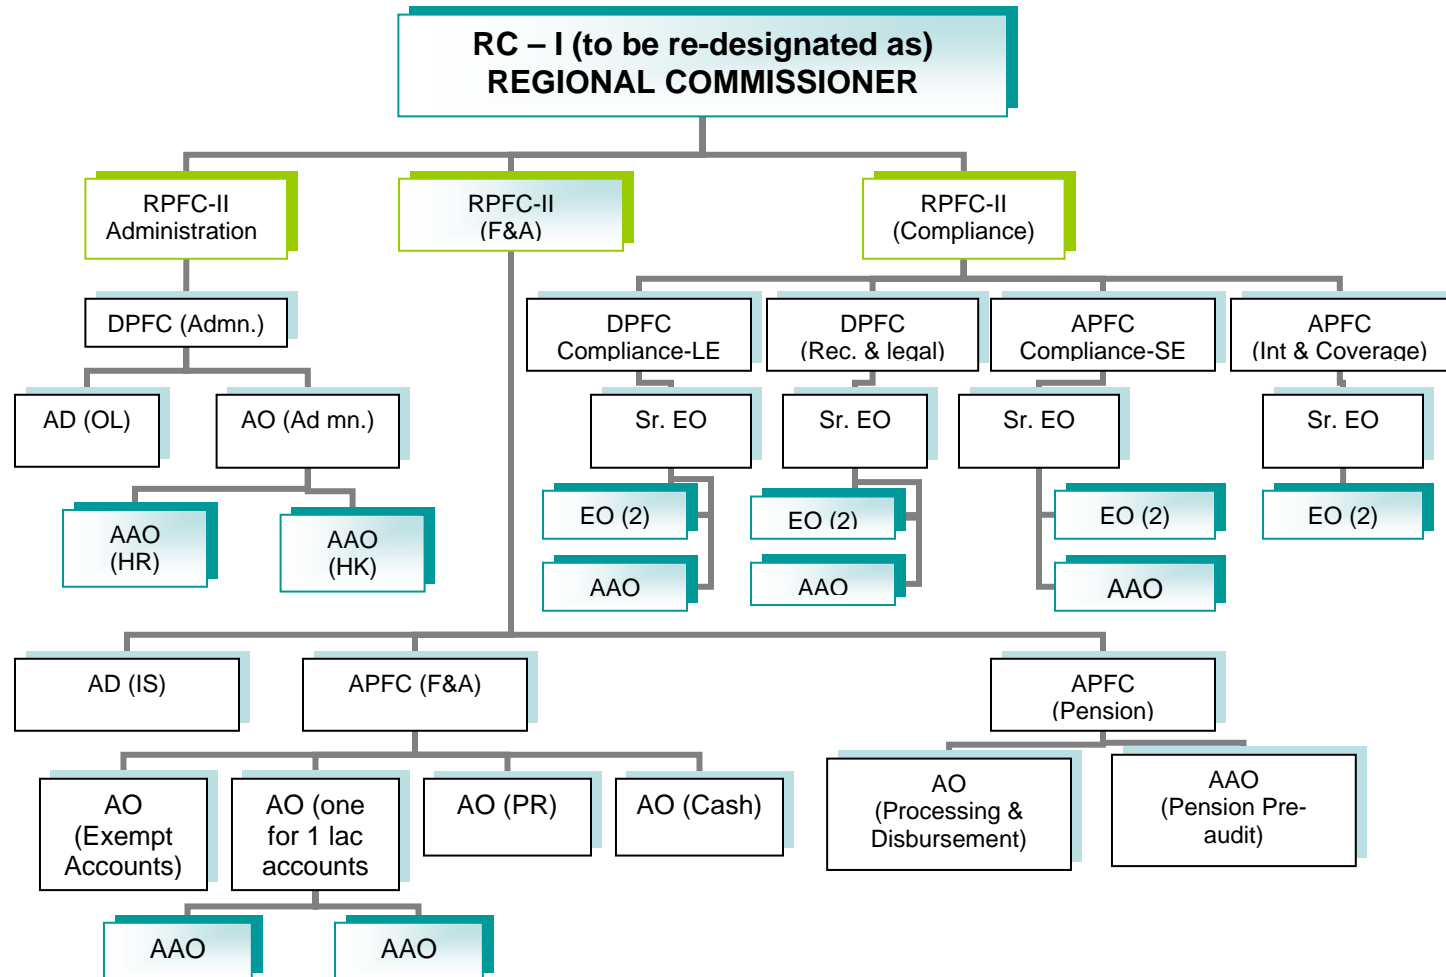 RC – I (to be re-designated as)
REGIONAL COMMISSIONER
RPFC-II
Administration
RPFC-II
(F&A)
RPFC-II
(Compliance)
DPFC (Admn.)
DPFC
Compliance-LE
DPFC
(Rec. & legal)
APFC
Compliance-SE
APFC
(Int & Coverage)
AD (OL)
AO (Ad mn.)
Sr. EO
Sr. EO
Sr. EO
Sr. EO
AAO
(HR)
AAO
(HK)
EO (2)
EO (2)
EO (2)
EO (2)
AAO
AAO
AAO
AD (IS)
APFC (F&A)
APFC
(Pension)
AO
(Exempt
Accounts)
AO (one
for 1 lac
accounts
AO (PR)
AO (Cash)
AO
(Processing &
Disbursement)
AAO
(Pension Pre-
audit)
AAO
AAO